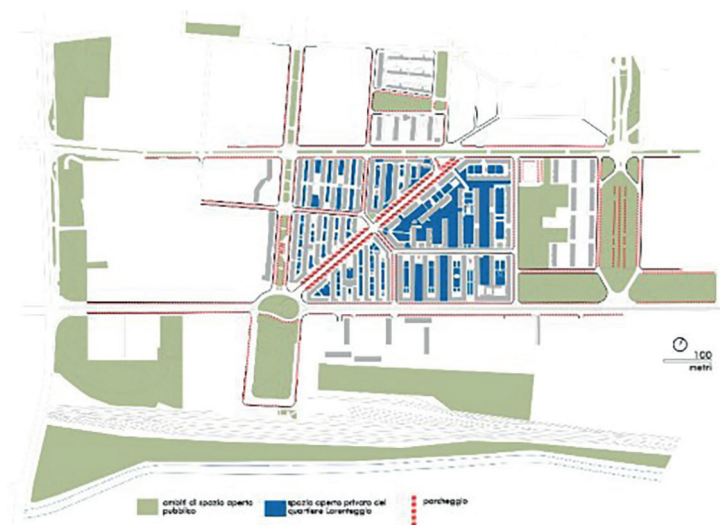 100
metri
ambiti di spazio aperto
pubblico
spazio aperto privato del
quartiere Lorenteggio
parcheggio